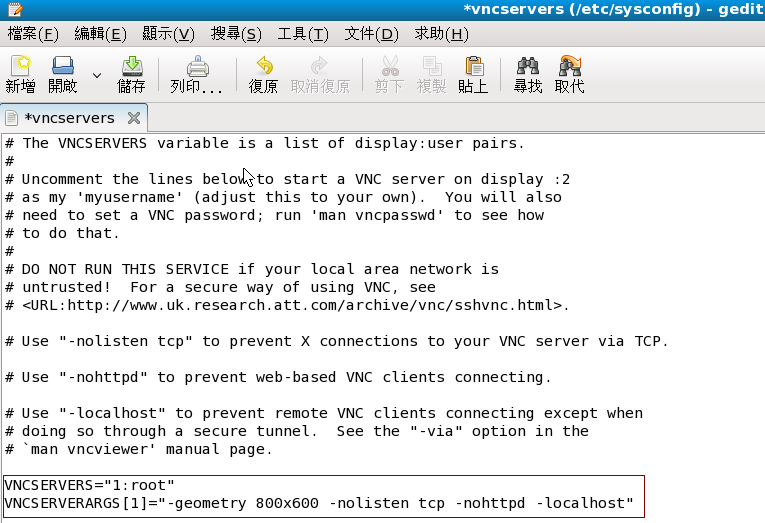 *vncservers (/etc/sysconfig) - gedit
檔案(F) 編輯(E) 顯示(V) 搜尋(S) 工具(T) 文件(D) 求助(H)
新增 開啟 儲存 列印... 復原 取消復原 剪下 複製 貼上 尋找 取代
*vncservers
# The VNCSERVERS variable is a list of display:user pairs.
#
# Uncomment the lines below to start a VNC server on display :2
# as my 'myusername' (adjust this to your own).  You will also
# need to set a VNC password; run 'man vncpasswd' to see how
# to do that.
#
# DO NOT RUN THIS SERVICE if your local area network is
# untrusted!  For a secure way of using VNC, see
# <URL:http://www.uk.research.att.com/archive/vnc/sshvnc.html>.
# Use "-nolisten tcp" to prevent X connections to your VNC server via TCP.
# Use "-nohttpd" to prevent web-based VNC clients connecting.
# Use "-localhost" to prevent remote VNC clients connecting except when
# doing so through a secure tunnel.  See the "-via" option in the
# `man vncviewer' manual page.
VNCSERVERS="1:root"
VNCSERVERARGS[1]="-geometry 800x600 -nolisten tcp -nohttpd -localhost"